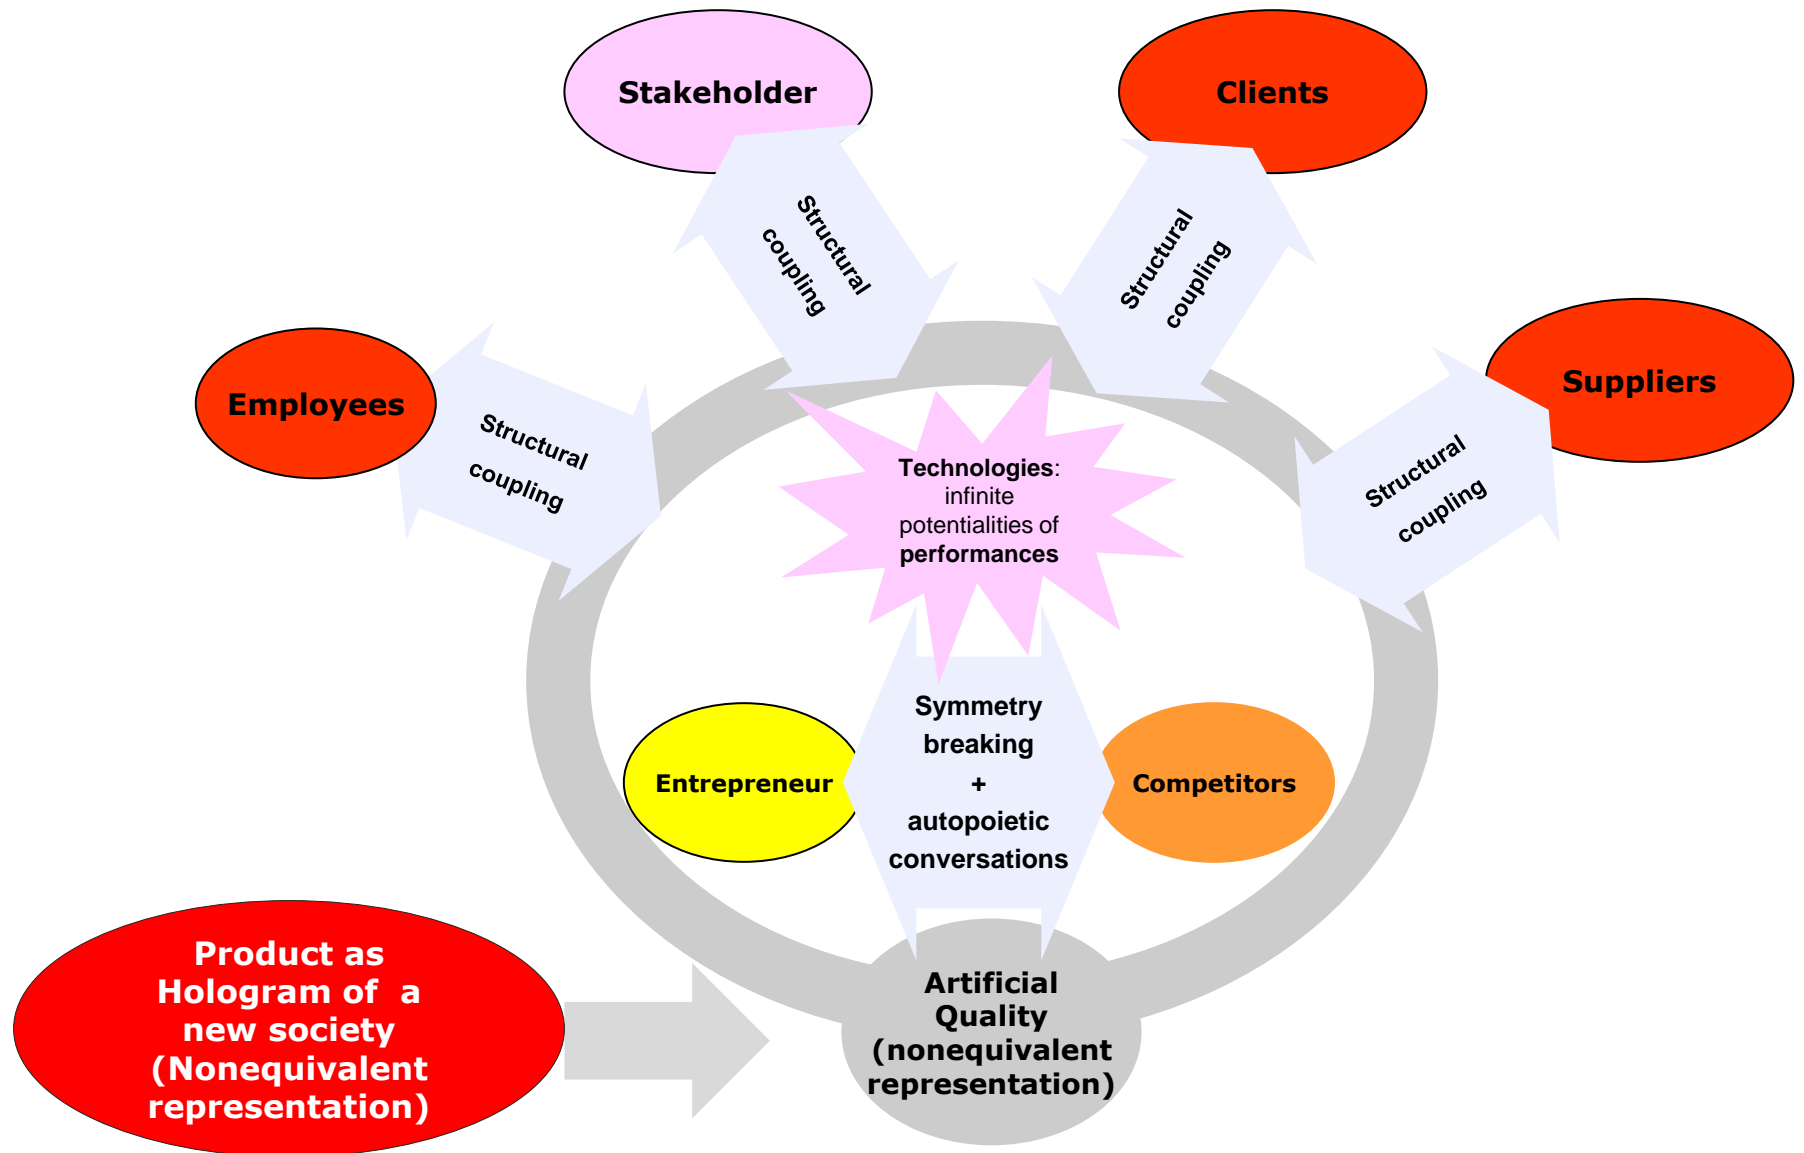 Stakeholder
Clients
Structural
coupling
Structural
coupling
Employees
Structural
coupling
Suppliers
Structural
coupling
Technologies:
infinite
potentialities of
performances
Symmetry
breaking
+
autopoietic
conversations
Entrepreneur
Competitors
Product as
Hologram of  a
new society
(Nonequivalent
representation)
Artificial
Quality
(nonequivalent
representation)